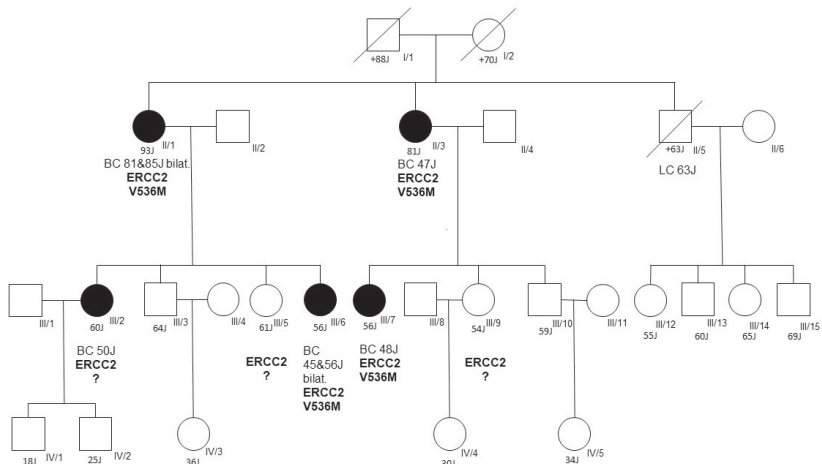 +88J I/1
+70J I/2
93J II/1
II/2
81J II/3
II/4
+63J II/5
II/6
BC 81&85J bilat.
ERCC2
V536M
BC 47J
ERCC2
V536M
LC 63J
III/1
60J III/2
64J III/3
III/4
61J III/5
56J III/6
56J III/7
III/8
54J III/9
59J III/10
III/11
55J III/12
60J III/13
65J III/14
69J III/15
BC 50J
ERCC2
?
ERCC2
?
BC
45&56J
bilat.
ERCC2
V536M
BC 48J
ERCC2
V536M
ERCC2
?
18J IV/1
25J IV/2
36J IV/3
IV/4
34J IV/5